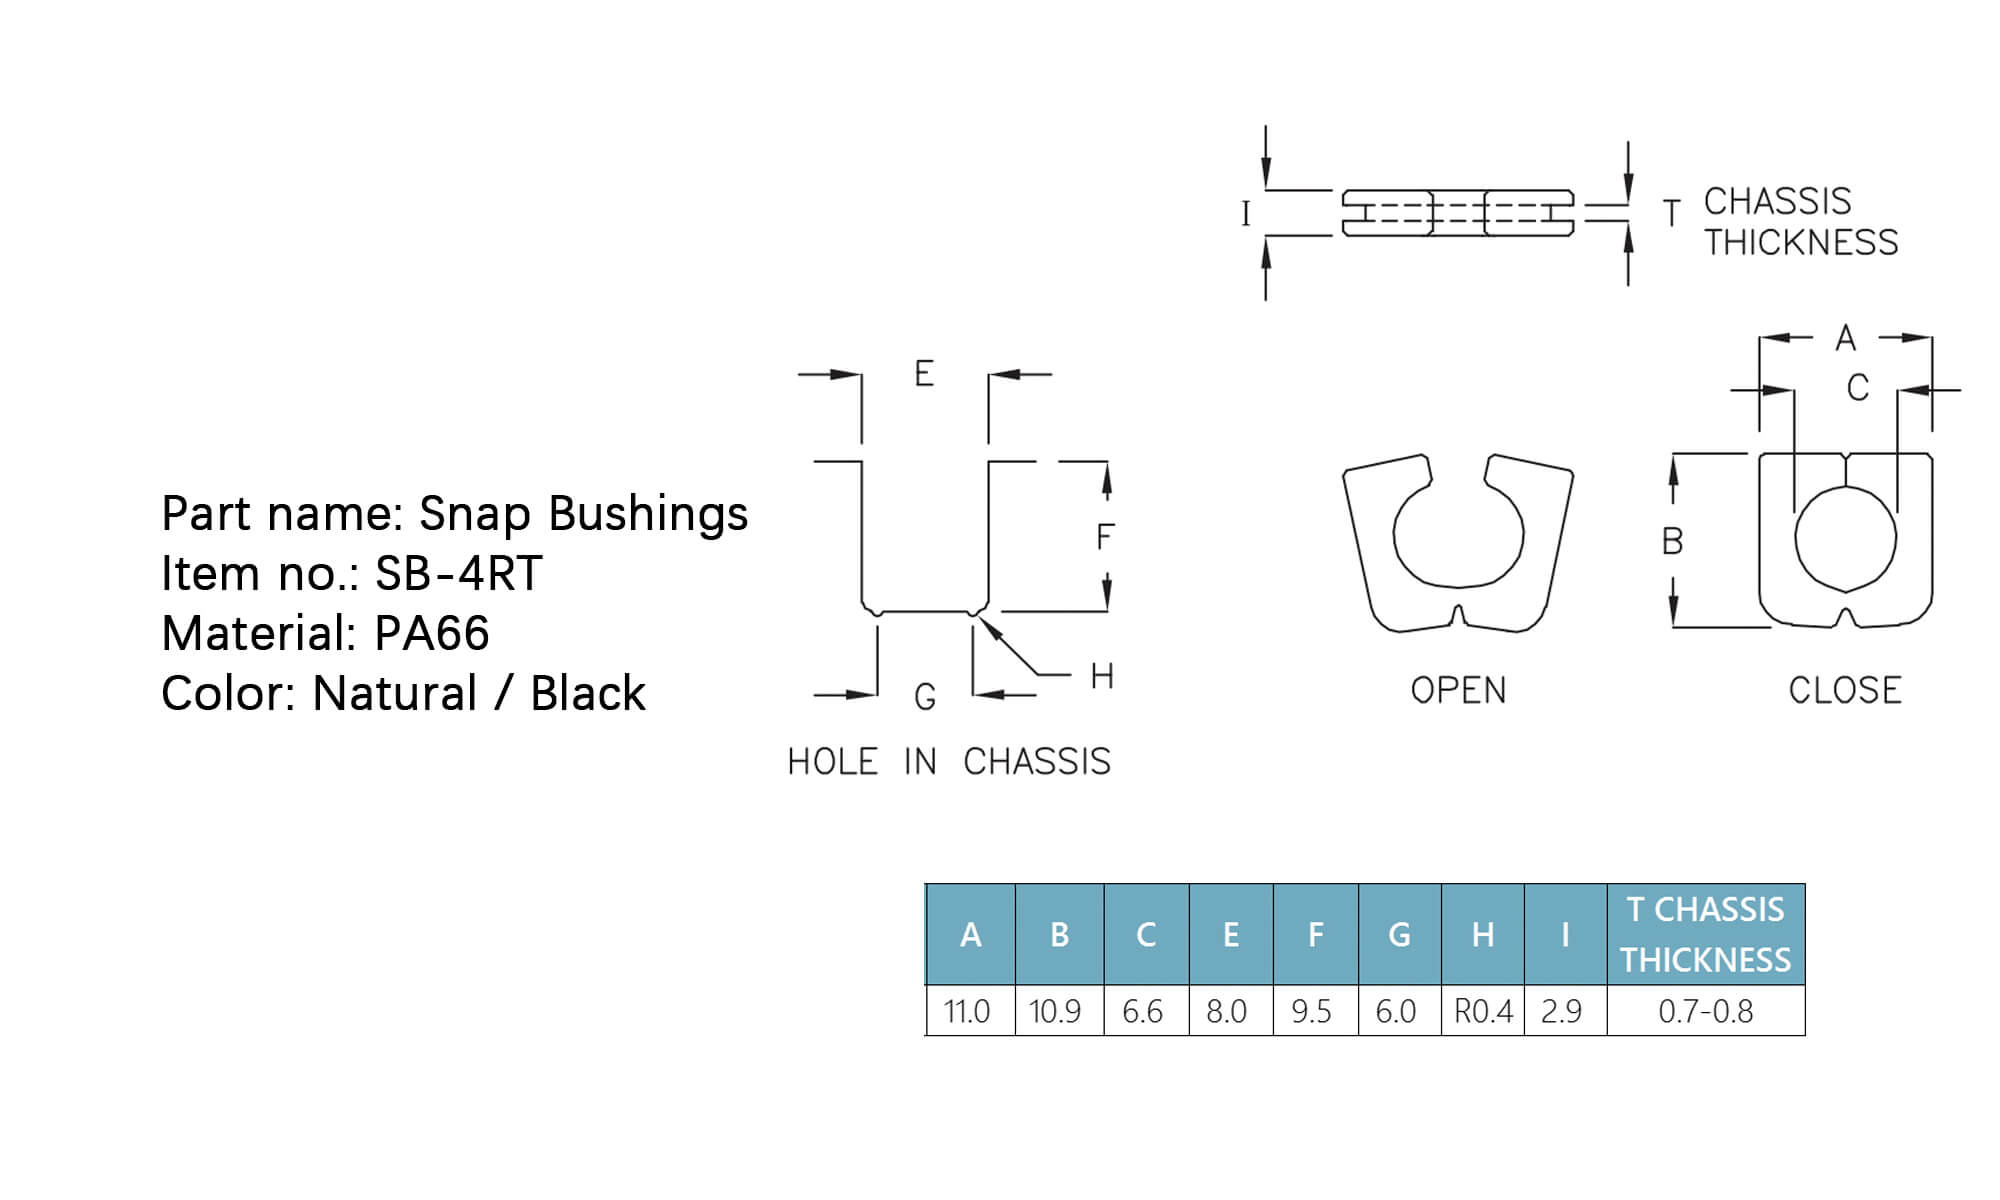 I
T CHASSIS
THICKNESS
A
C
E
F
B
Part name: Snap Bushings
Item no.: SB-4RT
Material: PA66
Color: Natural / Black
G
H
OPEN
CLOSE
HOLE IN CHASSIS
A B C E F G H I T CHASSIS
THICKNESS
11.0 10.9 6.6 8.0 9.5 6.0 R0.4 2.9 0.7-0.8